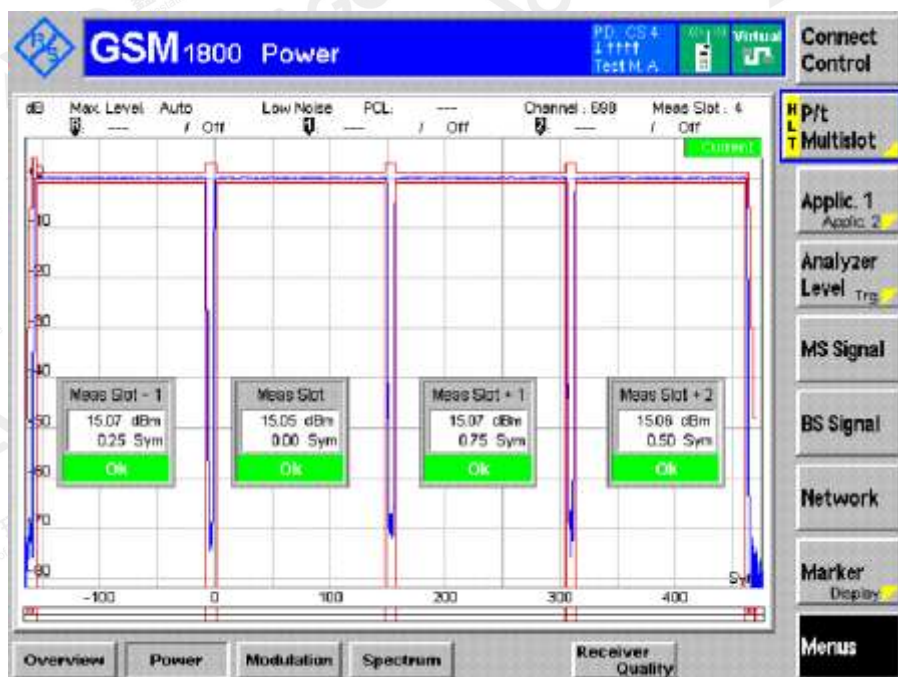 R/S
GSM 1800 Power
PD: CS 4
Test M. A
Virtual
Connect
Control
dB Max. Level: Auto Low Noise PCL: --- Channel : 698 Meas Slot : 4
--- / Off 1 --- / Off 2 --- / Off
Current
H
L
T
P/t
Multislot
Applic. 1
Applic. 2
Analyzer
Level Trg.
MS Signal
BS Signal
Network
Marker
Display
Menus
-10
-20
-30
-40
-50
-60
-70
-80
Meas Slot - 1
15.07 dBm
0.25 Sym
Ok
Meas Slot
15.05 dBm
0.00 Sym
Ok
Meas Slot + 1
15.07 dBm
0.75 Sym
Ok
Meas Slot + 2
15.06 dBm
0.50 Sym
Ok
-100 0 100 200 300 400
Sym
Overview Power Modulation Spectrum Receiver
Quality